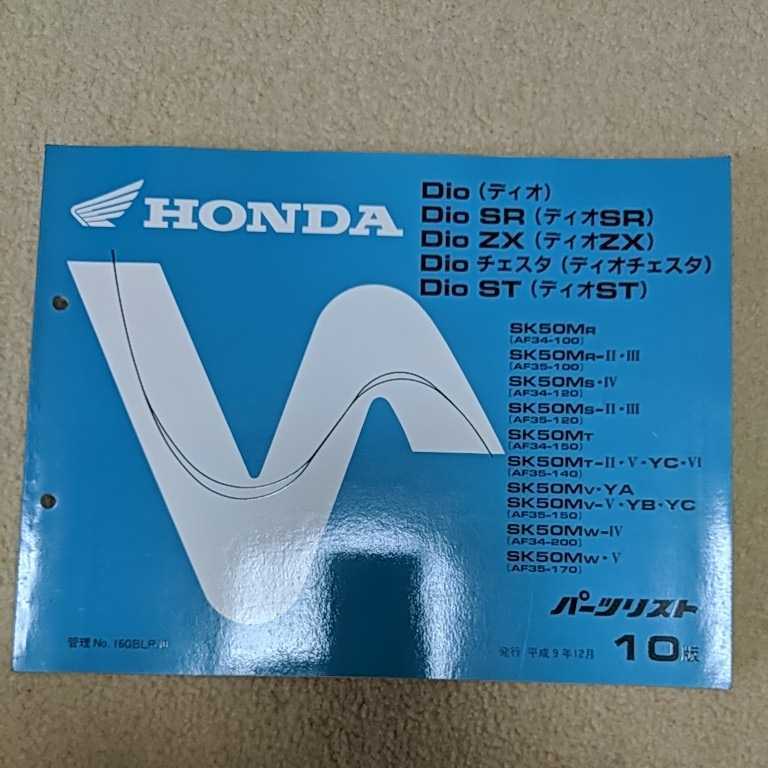 HONDA
Dio (ディオ)
Dio SR (ディオSR)
Dio ZX (ディオZX)
Dio チェスタ (ディオチェスタ)
Dio ST (ディオST)
SK50MR
(AF34-100)
SK50MR-II・III
(AF35-100)
SK50MS・IV
(AF34-120)
SK50MS-II・III
(AF35-120)
SK50MT
(AF34-150)
SK50MT-II・V・YC・VI
(AF35-140)
SK50MV・YA
SK50MV-V・YB・YC
(AF35-150)
SK50MW-IV
(AF34-200)
SK50MW・V
(AF35-170)
パーツリスト
管理 No.
発行 平成9年12月 10版